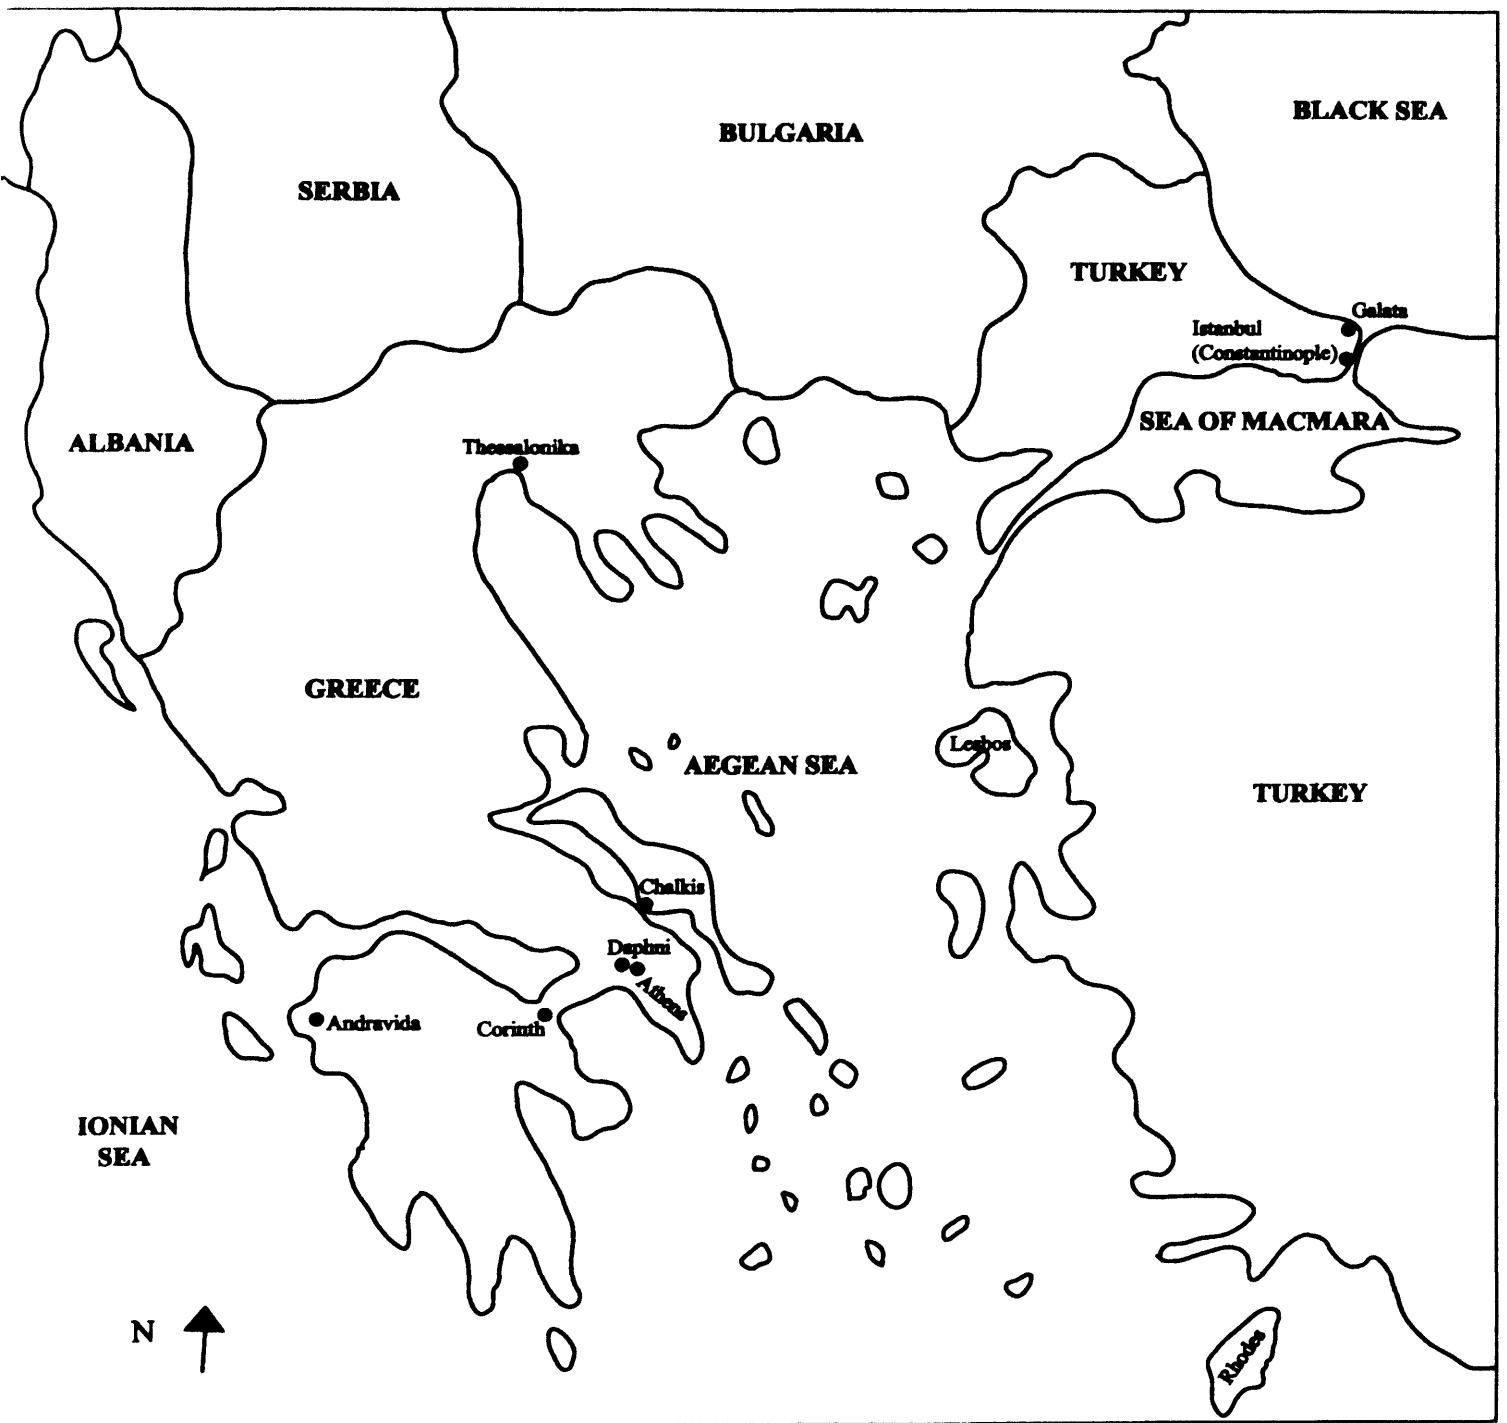 BLACK SEA
BULGARIA
SERBIA
TURKEY
Galata
Istanbul
(Constantinople)
SEA OF MACMARA
ALBANIA
Thessalonika
GREECE
Lesbos
AEGEAN SEA
TURKEY
Chalkis
Daphni
Athens
Andravida
Corinth
IONIAN
SEA
N
Rhodes